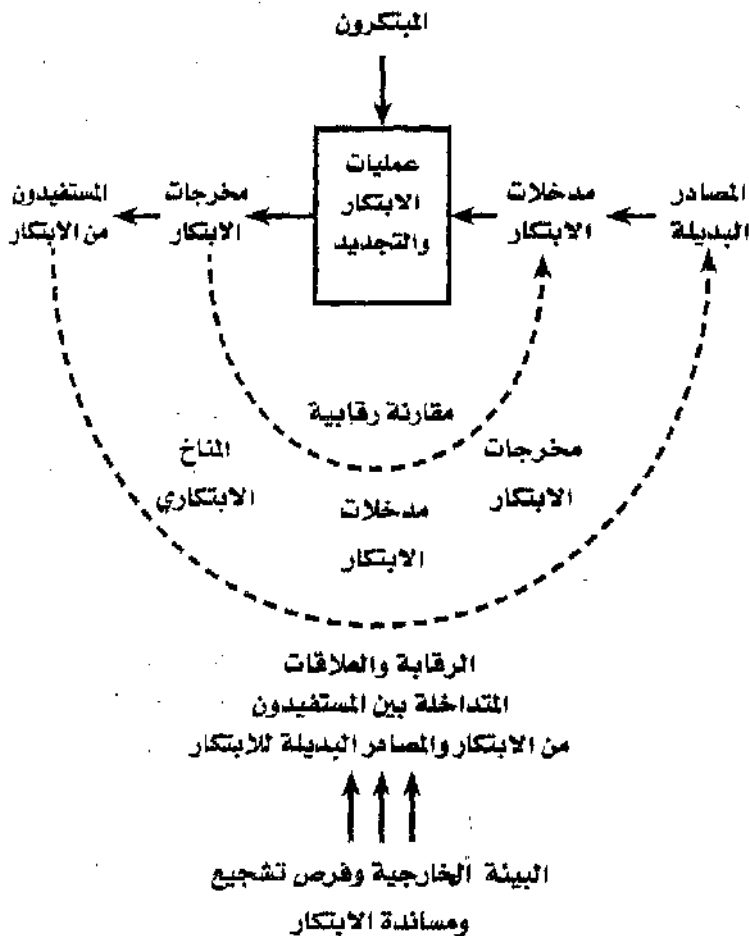 المبتكرون
عمليات
الابتكار
والتجديد
المصادر
البديلة
مدخلات
الابتكار
مخرجات
الابتكار
المستفيدون
من الابتكار
مقارنة رقابية
مخرجات
الابتكار
مدخلات
الابتكار
المناخ
الابتكاري
الرقابة والعلاقات
المتداخلة بين المستفيدون
من الابتكار والمصادر البديلة للابتكار
البيئة الخارجية وفرص تشجيع
ومساندة الابتكار